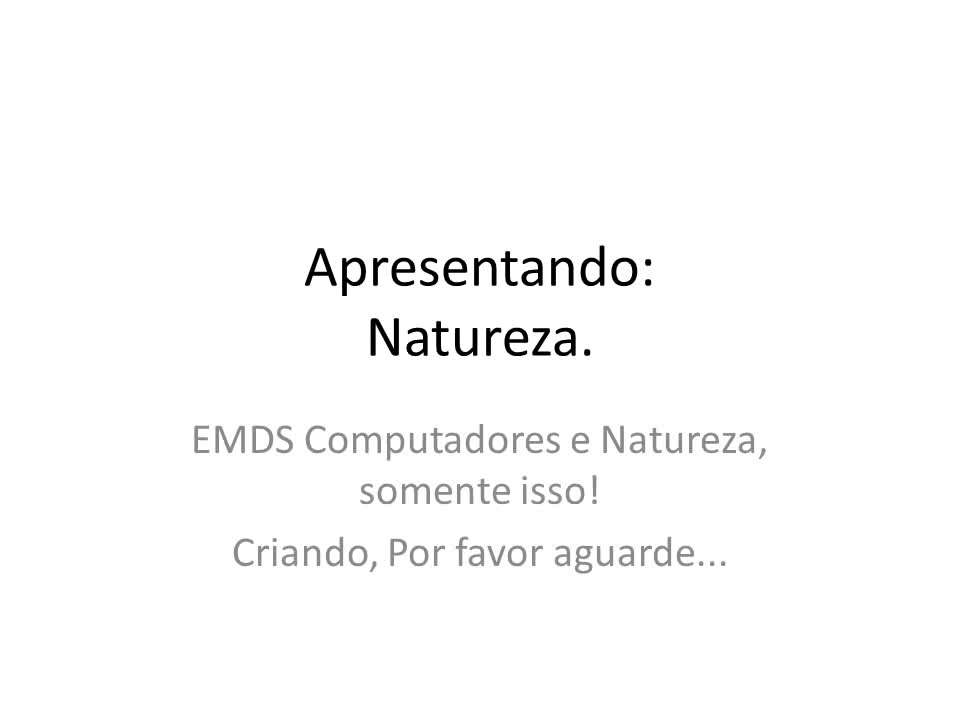 Apresentando:
Natureza.
EMDS Computadores e Natureza,
somente isso!
Criando, Por favor aguarde...